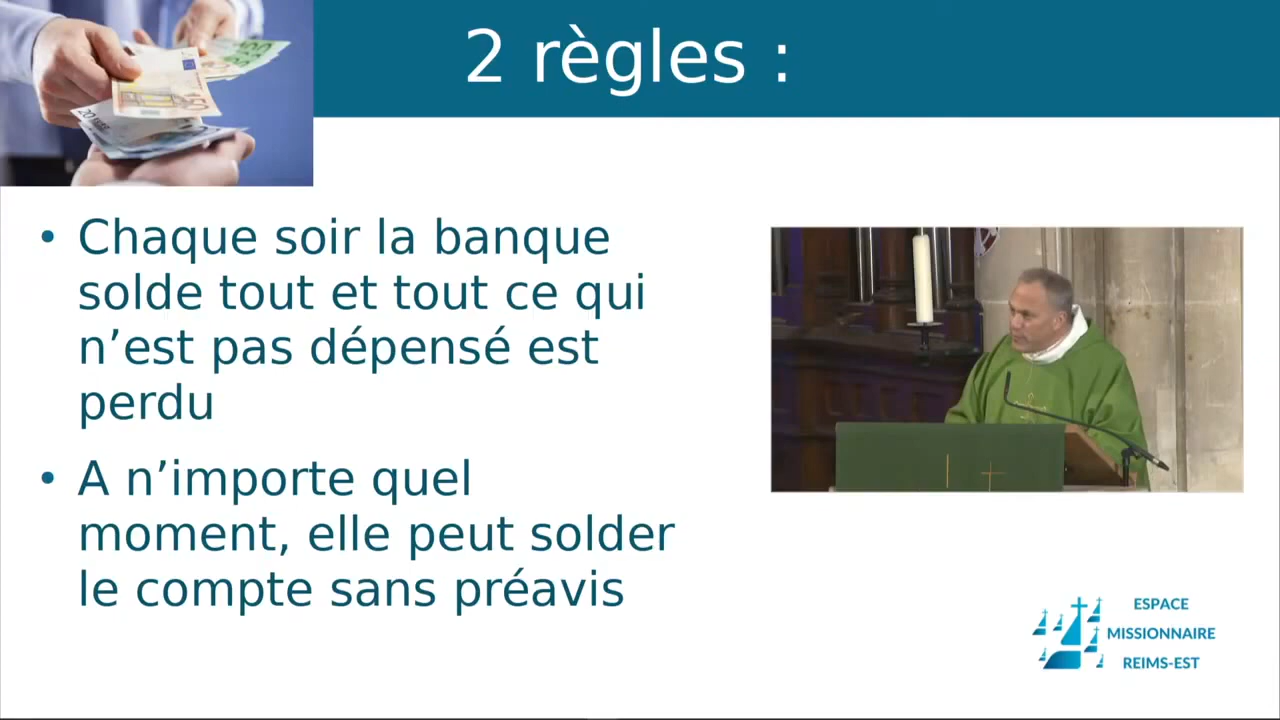 2 règles :
• Chaque soir la banque
solde tout et tout ce qui
n’est pas dépensé est
perdu
• A n’importe quel
moment, elle peut solder
le compte sans préavis
ESPACE
MISSIONNAIRE
REIMS-EST